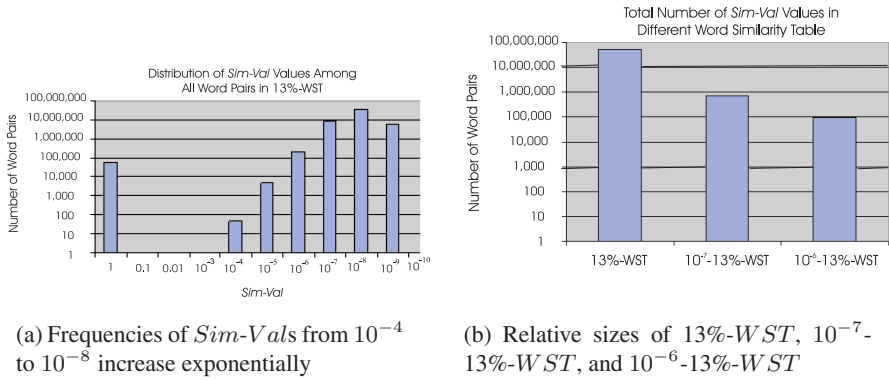 Distribution of Sim-Val Values Among
All Word Pairs in 13%-WST
Number of Word Pairs
100,000,000
10,000,000
1,000,000
100,000
10,000
1,000
100
10
1
1 0.1 0.01 10⁻³ 10⁻⁴ 10⁻⁵ 10⁻⁶ 10⁻⁷ 10⁻⁸ 10⁻⁹ 10⁻¹⁰
Sim-Val
(a) Frequencies of Sim-Vals from 10⁻⁴
to 10⁻⁸ increase exponentially
Total Number of Sim-Val Values in
Different Word Similarity Table
Number of Word Pairs
100,000,000
10,000,000
1,000,000
100,000
10,000
1,000
100
10
1
13%-WST 10⁻⁷-13%-WST 10⁻⁶-13%-WST
(b) Relative sizes of 13%-WST, 10⁻⁷-
13%-WST, and 10⁻⁶-13%-WST